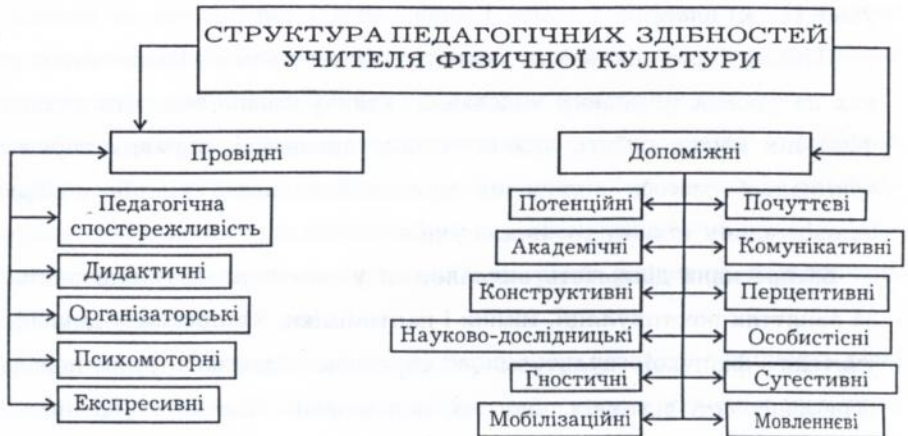 СТРУКТУРА ПЕДАГОГІЧНИХ ЗДІБНОСТЕЙ
УЧИТЕЛЯ ФІЗИЧНОЇ КУЛЬТУРИ
Провідні
Педагогічна
спостережливість
Дидактичні
Організаторські
Психомоторні
Експресивні
Допоміжні
Потенційні
Почуттєві
Академічні
Комунікативні
Конструктивні
Перцептивні
Науково-дослідницькі
Особистісні
Гностичні
Сугестивні
Мобілізаційні
Мовленнєві